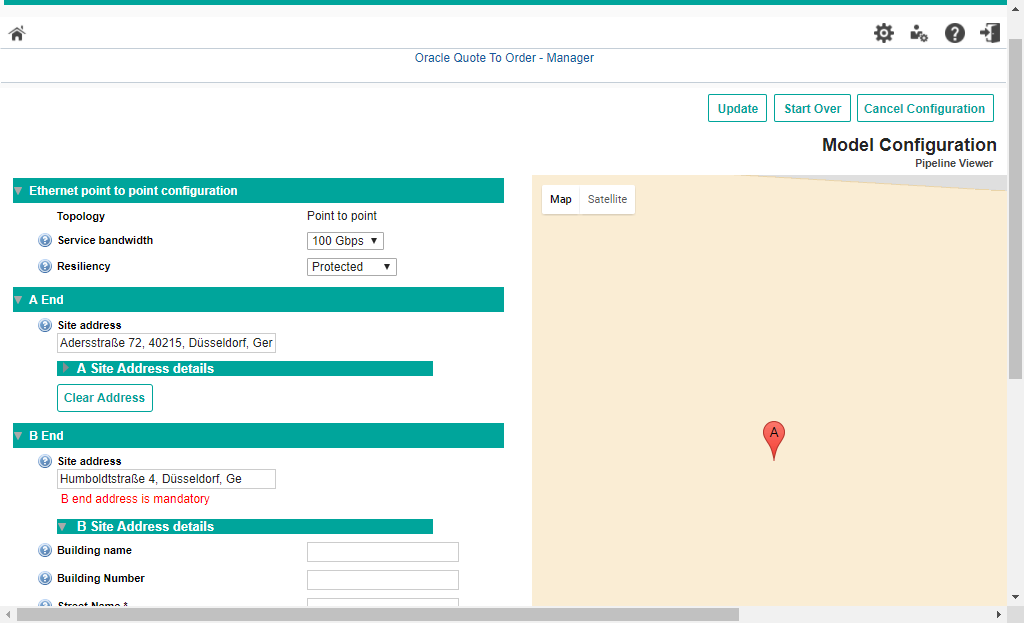 Oracle Quote To Order - Manager
Update
Start Over
Cancel Configuration
Model Configuration
Pipeline Viewer
Ethernet point to point configuration
Topology
Point to point
Service bandwidth
100 Gbps
Resiliency
Protected
A End
Site address
Adersstraße 72, 40215, Düsseldorf, Ger
A Site Address details
Clear Address
B End
Site address
Humboldtstraße 4, Düsseldorf, Ge
B end address is mandatory
B Site Address details
Building name
Building Number
Street Name *
Map
Satellite
A